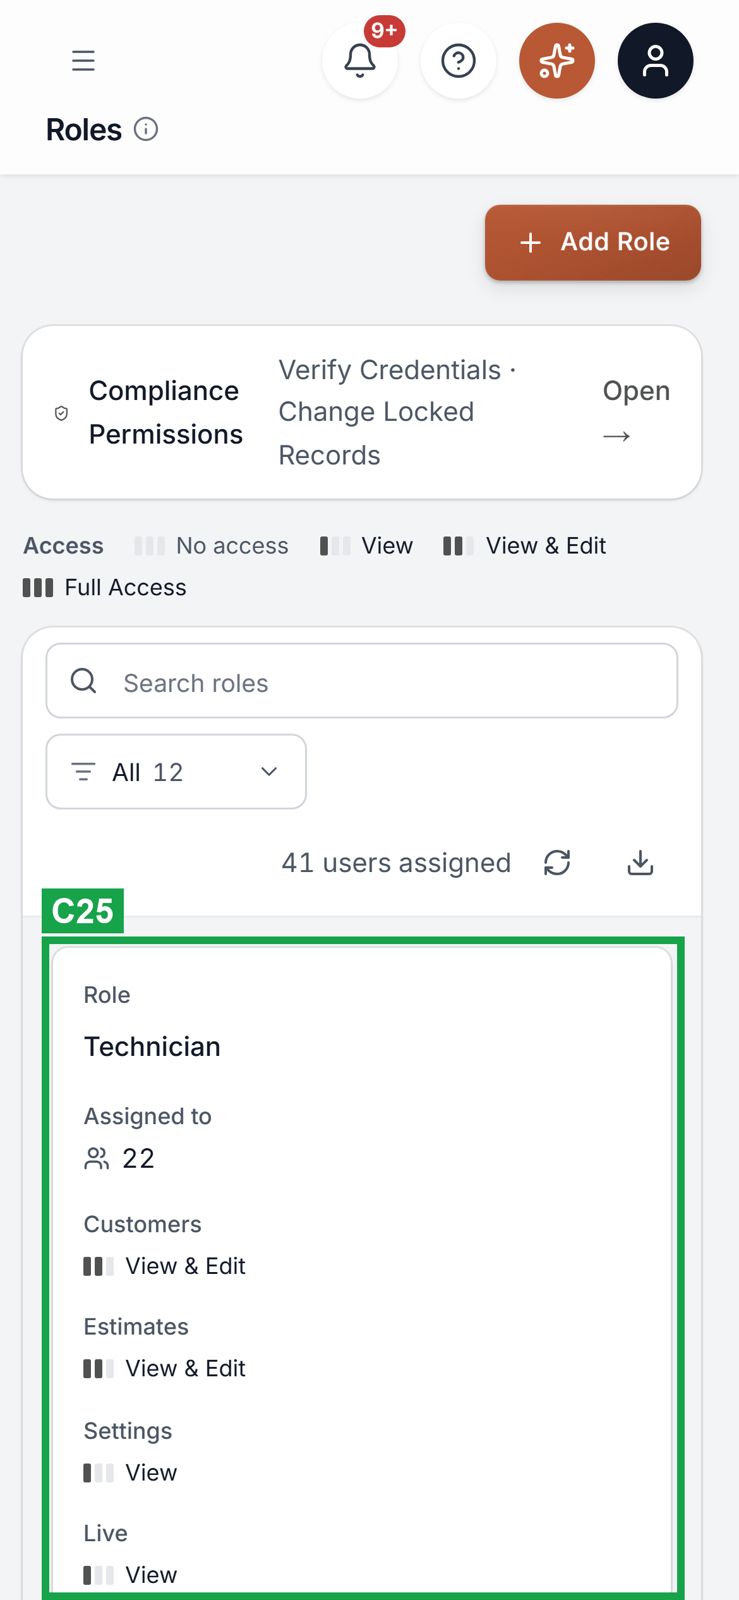 9+
Roles
+ Add Role
Compliance
Permissions
Verify Credentials ·
Change Locked
Records
Open
→
Access No access View View & Edit
Full Access
Search roles
All 12
41 users assigned
C25
Role
Technician
Assigned to
22
Customers
View & Edit
Estimates
View & Edit
Settings
View
Live
View